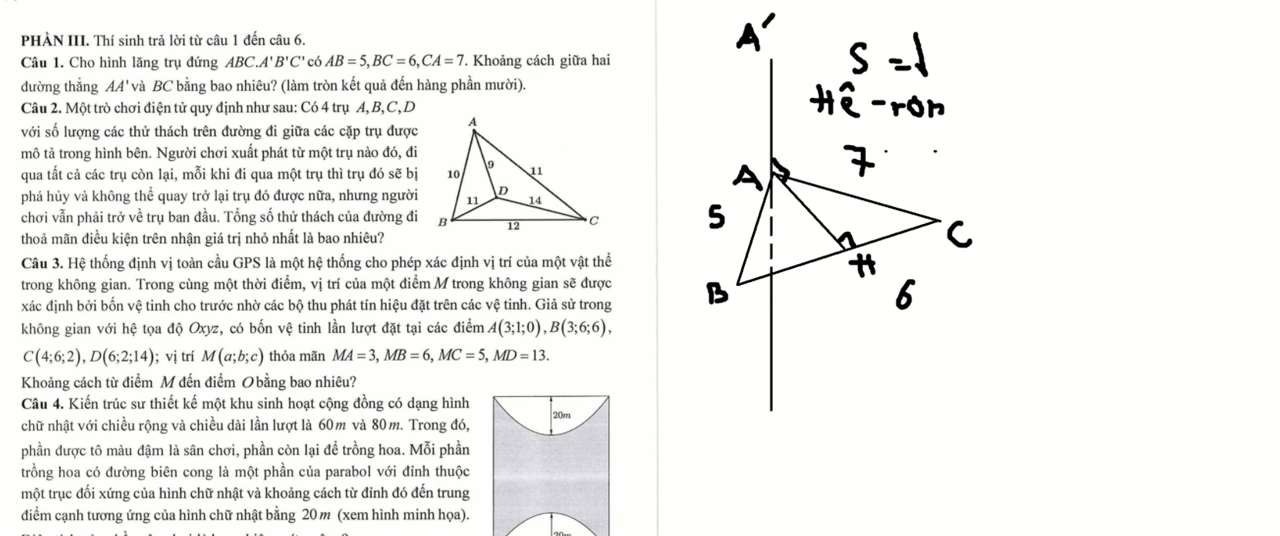 PHẦN III. Thí sinh trả lời từ câu 1 đến câu 6.
Câu 1. Cho hình lăng trụ đứng ABC.A'B'C' có AB = 5, BC = 6, CA = 7. Khoảng cách giữa hai
đường thẳng AA' và BC bằng bao nhiêu? (làm tròn kết quả đến hàng phần mười).
Câu 2. Một trò chơi điện tử quy định như sau: Có 4 trụ A, B, C, D
với số lượng các thử thách trên đường đi giữa các cặp trụ được
mô tả trong hình bên. Người chơi xuất phát từ một trụ nào đó, đi
qua tất cả các trụ còn lại, mỗi khi đi qua một trụ thì trụ đó sẽ bị
phá hủy và không thể quay trở lại trụ đó được nữa, nhưng người
chơi vẫn phải trở về trụ ban đầu. Tổng số thử thách của đường đi
thoả mãn điều kiện trên nhận giá trị nhỏ nhất là bao nhiêu?
A
9
11
10
D
11
14
B
12
C
Câu 3. Hệ thống định vị toàn cầu GPS là một hệ thống cho phép xác định vị trí của một vật thể
trong không gian. Trong cùng một thời điểm, vị trí của một điểm M trong không gian sẽ được
xác định bởi bốn vệ tinh cho trước nhờ các bộ thu phát tín hiệu đặt trên các vệ tinh. Giả sử trong
không gian với hệ tọa độ Oxyz, có bốn vệ tinh lần lượt đặt tại các điểm A(3;1;0), B(3;6;6),
C(4;6;2), D(6;2;14); vị trí M(a;b;c) thỏa mãn MA = 3, MB = 6, MC = 5, MD = 13.
Khoảng cách từ điểm M đến điểm O bằng bao nhiêu?
Câu 4. Kiến trúc sư thiết kế một khu sinh hoạt cộng đồng có dạng hình
chữ nhật với chiều rộng và chiều dài lần lượt là 60m và 80m. Trong đó,
phần được tô màu đậm là sân chơi, phần còn lại để trồng hoa. Mỗi phần
trồng hoa có đường biên cong là một phần của parabol với đỉnh thuộc
một trục đối xứng của hình chữ nhật và khoảng cách từ đỉnh đó đến trung
điểm cạnh tương ứng của hình chữ nhật bằng 20m (xem hình minh họa).
20m
20m
A'
S =
Hê-rôn
7
A
5
C
H
B
6